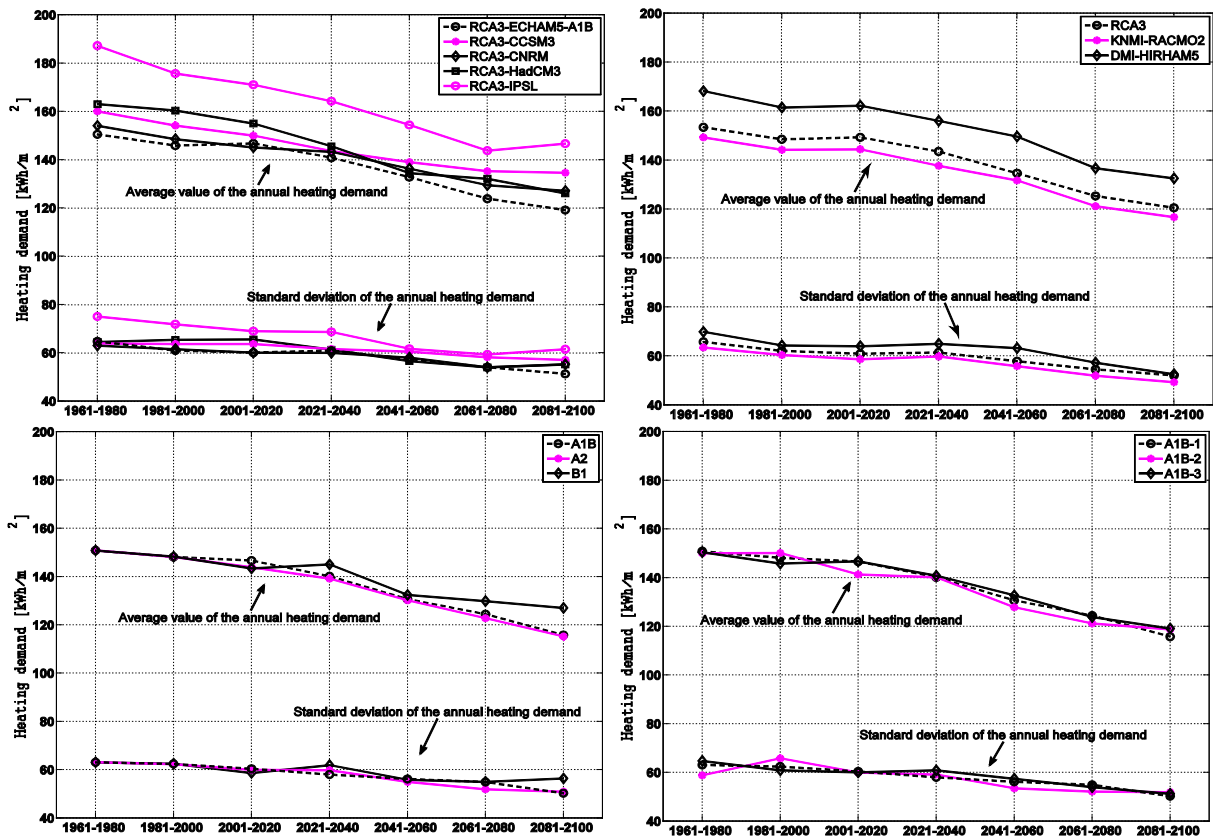 200
180
160
140
120
100
80
60
40
Heating demand [kWh/m2]
RCA3-ECHAM5-A1B
RCA3-CCSM3
RCA3-CNRM
RCA3-HadCM3
RCA3-IPSL
Average value of the annual heating demand
Standard deviation of the annual heating demand
1961-1980 1981-2000 2001-2020 2021-2040 2041-2060 2061-2080 2081-2100
200
180
160
140
120
100
80
60
40
Heating demand [kWh/m2]
RCA3
KNMI-RACMO2
DMI-HIRHAM5
Average value of the annual heating demand
Standard deviation of the annual heating demand
1961-1980 1981-2000 2001-2020 2021-2040 2041-2060 2061-2080 2081-2100
200
180
160
140
120
100
80
60
40
Heating demand [kWh/m2]
A1B
A2
B1
Average value of the annual heating demand
Standard deviation of the annual heating demand
1961-1980 1981-2000 2001-2020 2021-2040 2041-2060 2061-2080 2081-2100
200
180
160
140
120
100
80
60
40
Heating demand [kWh/m2]
A1B-1
A1B-2
A1B-3
Average value of the annual heating demand
Standard deviation of the annual heating demand
1961-1980 1981-2000 2001-2020 2021-2040 2041-2060 2061-2080 2081-2100